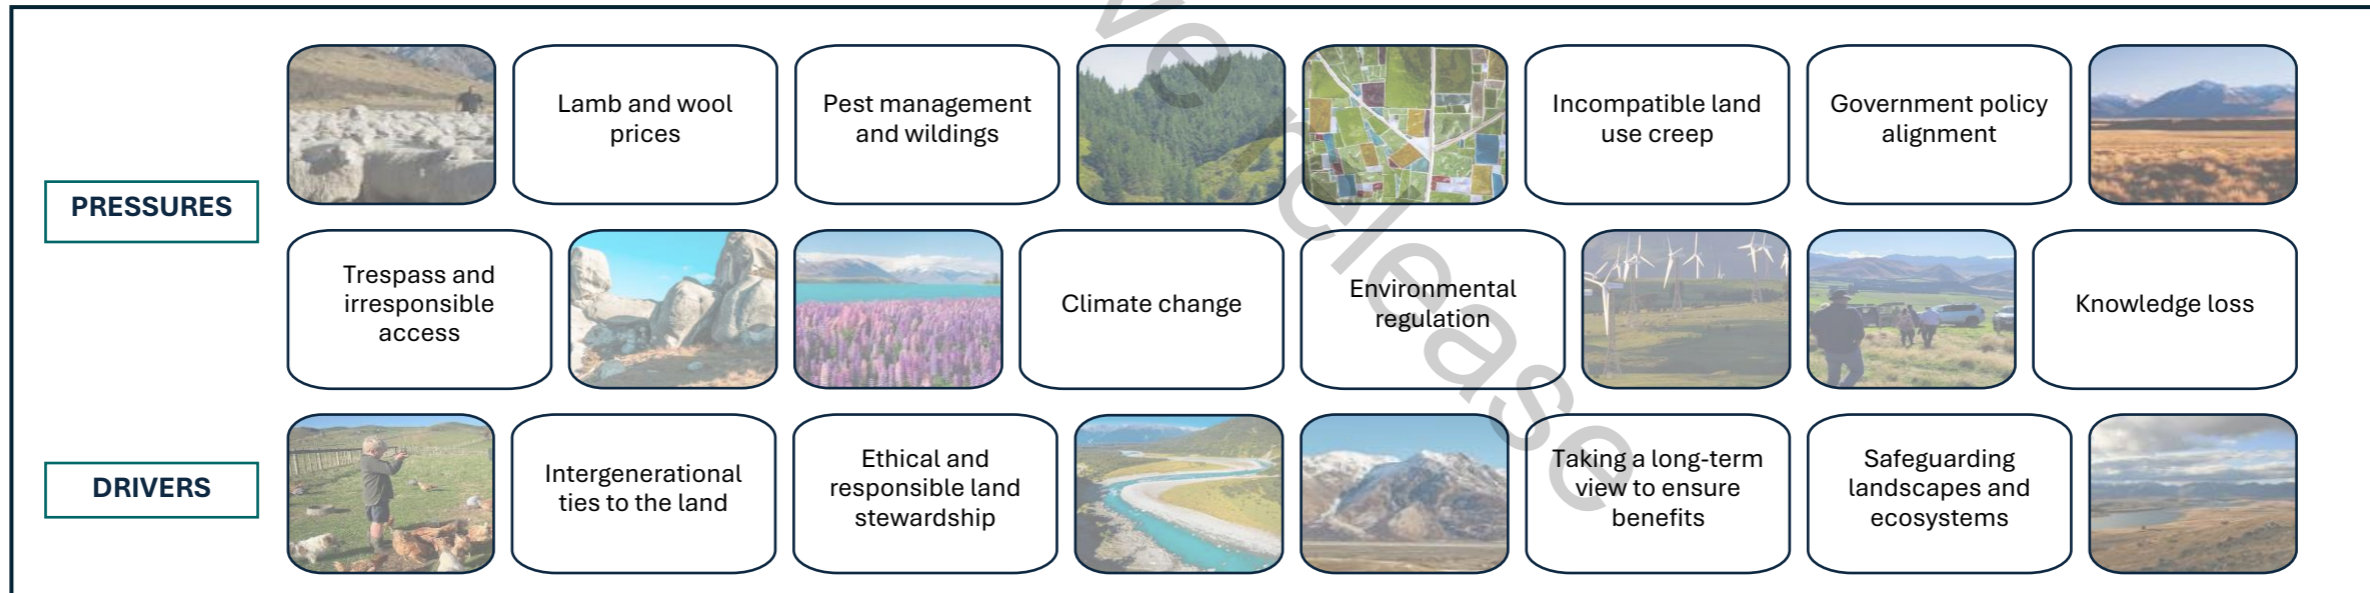 PRESSURES
Lamb and wool
prices
Pest management
and wildings
Incompatible land
use creep
Government policy
alignment
Trespass and
irresponsible
access
Climate change
Environmental
regulation
Knowledge loss
DRIVERS
Intergenerational
ties to the land
Ethical and
responsible land
stewardship
Taking a long-term
view to ensure
benefits
Safeguarding
landscapes and
ecosystems
release